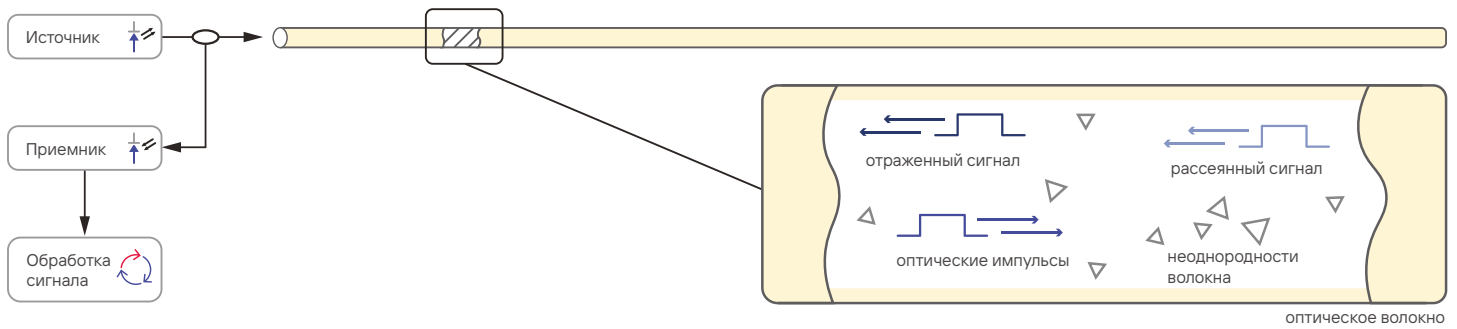 Источник
Приемник
Обработка
сигнала
отраженный сигнал
рассеянный сигнал
оптические импульсы
неоднородности
волокна
оптическое волокно